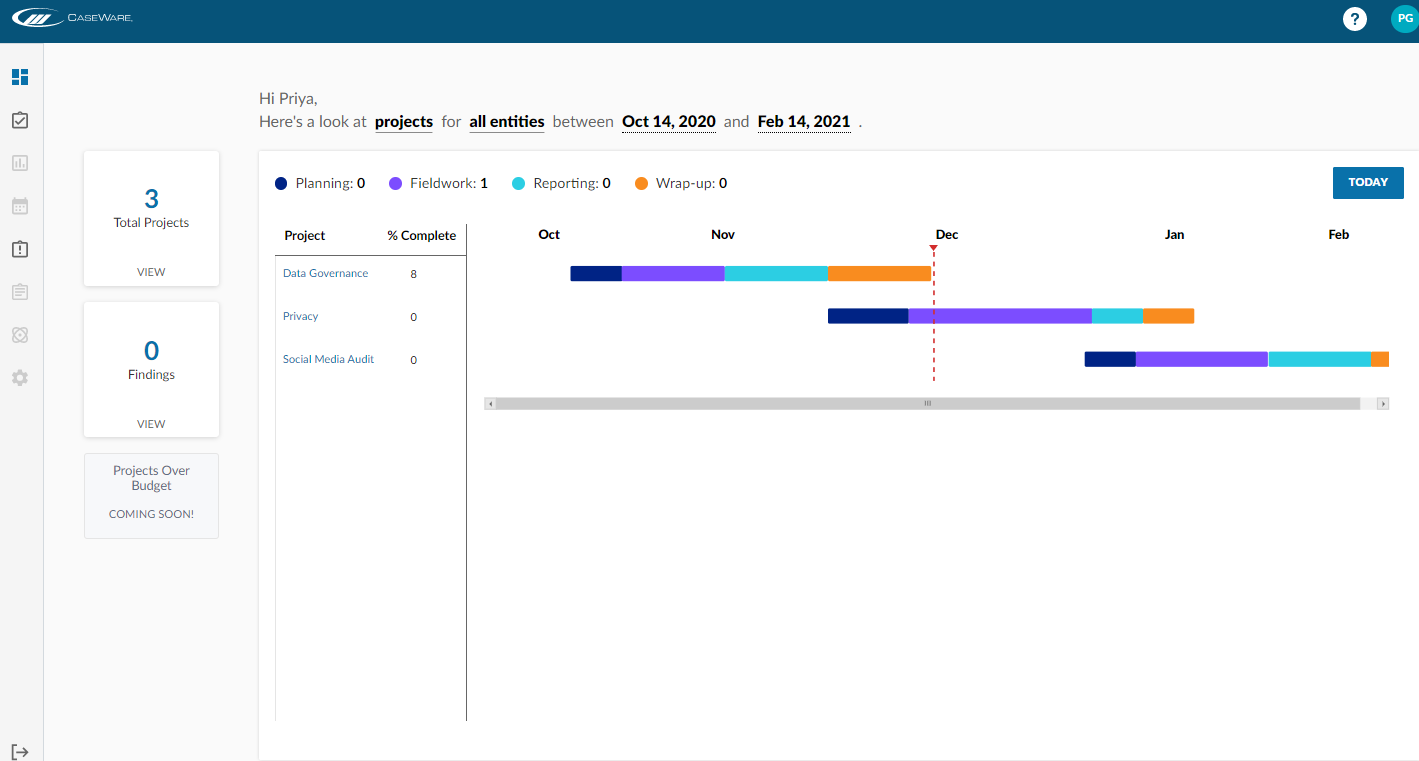 CASEWARE.
?
PG
Hi Priya,
Here's a look at projects for all entities between Oct 14, 2020 and Feb 14, 2021 .
3
Total Projects
VIEW
0
Findings
VIEW
Projects Over
Budget
COMING SOON!
Planning: 0 Fieldwork: 1 Reporting: 0 Wrap-up: 0
TODAY
Project % Complete
Oct Nov Dec Jan Feb
Data Governance 8
Privacy 0
Social Media Audit 0